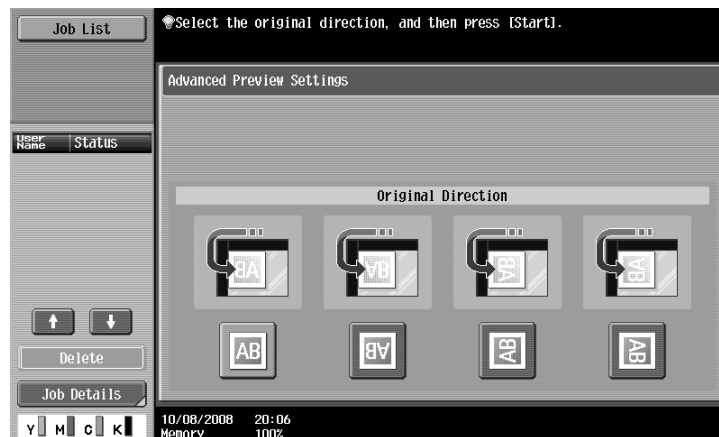 Job List
Select the original direction, and then press [Start].
Advanced Preview Settings
User Name
Status
Original Direction
AB
AB
AB
AB
Delete
Job Details
Y M C K
10/08/2008 20:06
Memory 100%